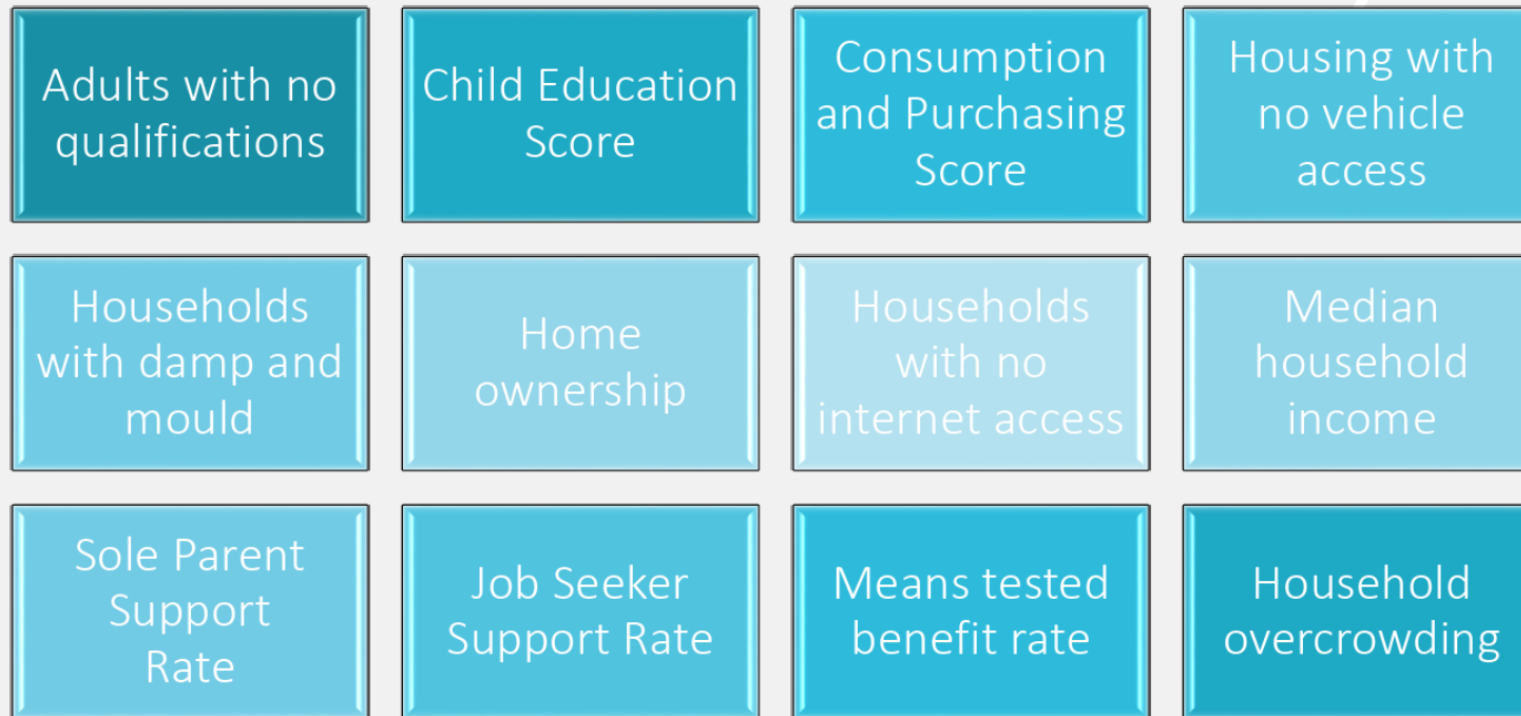 Adults with no
qualifications
Child Education
Score
Consumption
and Purchasing
Score
Housing with
no vehicle
access
Households
with damp and
mould
Home
ownership
Households
with no
internet access
Median
household
income
Sole Parent
Support
Rate
Job Seeker
Support Rate
Means tested
benefit rate
Household
overcrowding